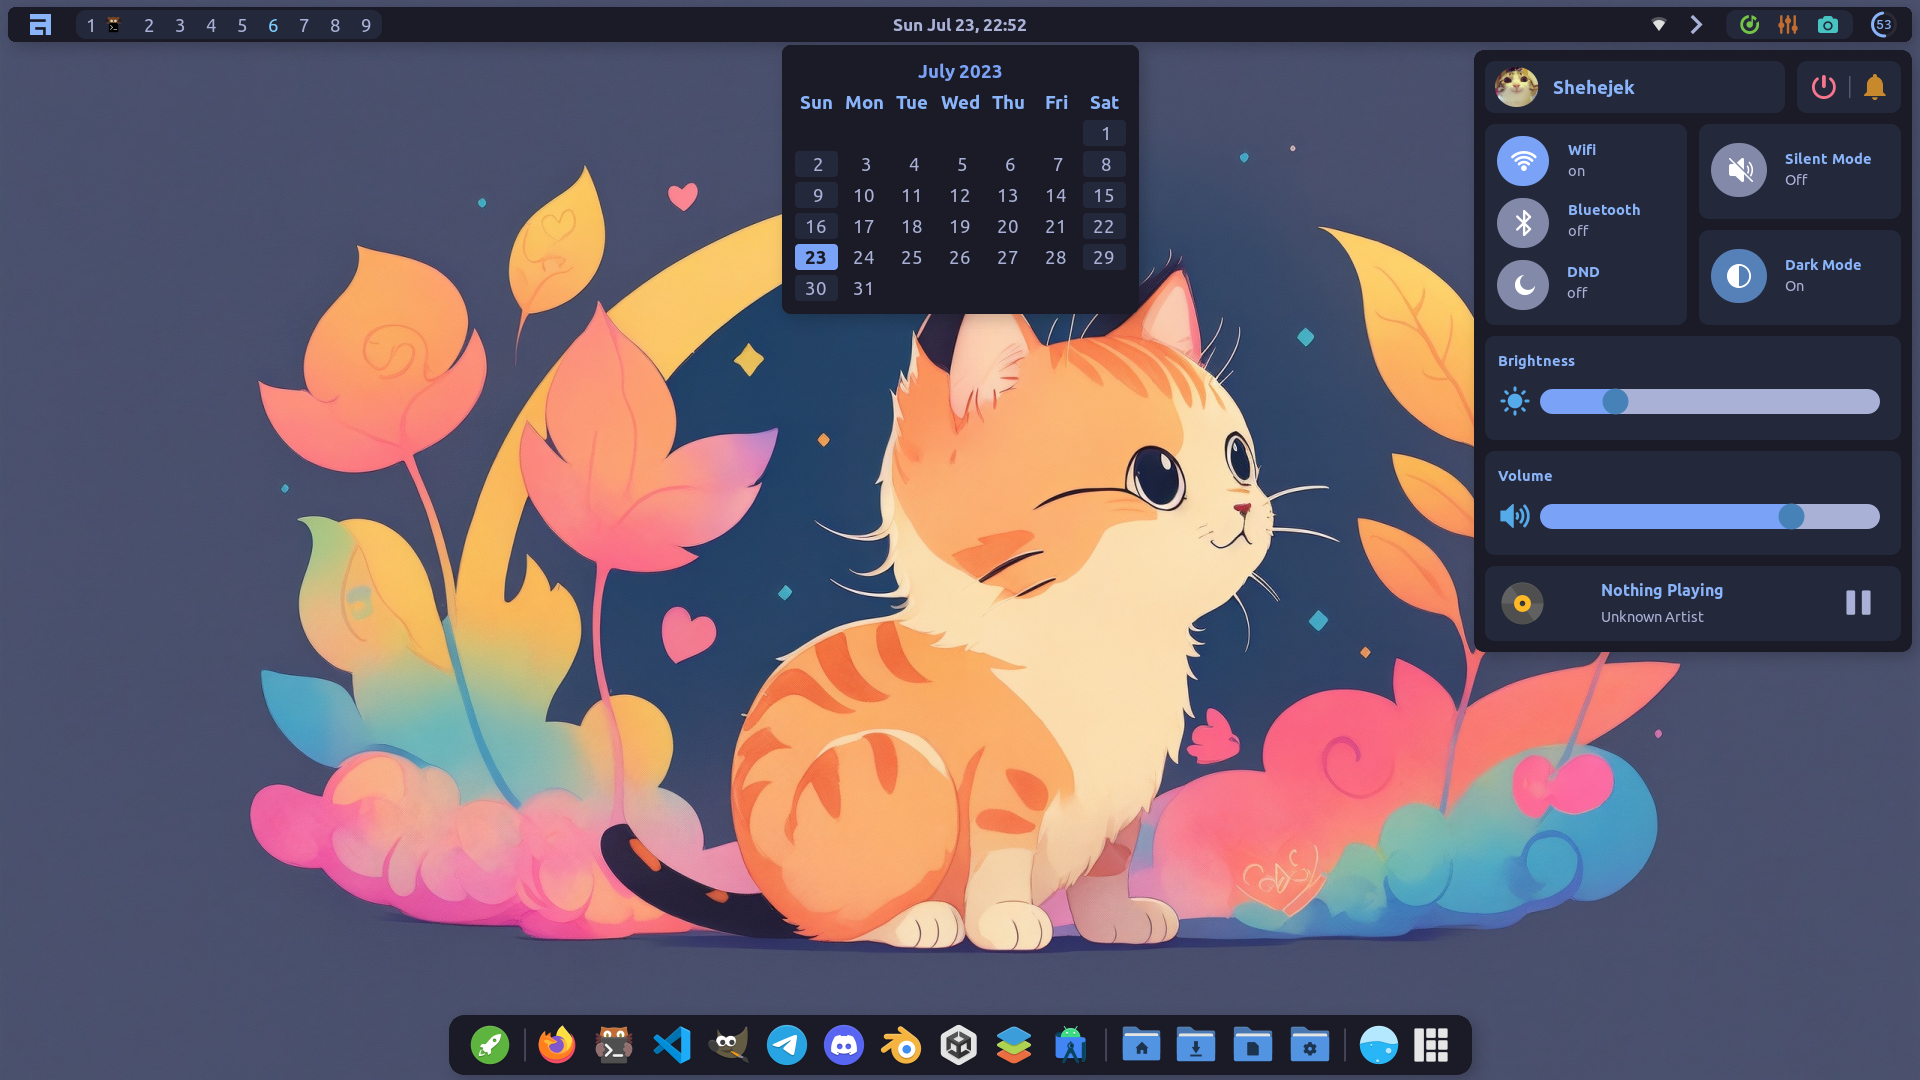 1 2 3 4 5 6 7 8 9
Sun Jul 23, 22:52
53
July 2023
Sun Mon Tue Wed Thu Fri Sat
1
2 3 4 5 6 7 8
9 10 11 12 13 14 15
16 17 18 19 20 21 22
23 24 25 26 27 28 29
30 31
Shehejek
Wifi
on
Bluetooth
off
DND
off
Silent Mode
Off
Dark Mode
On
Brightness
Volume
Nothing Playing
Unknown Artist